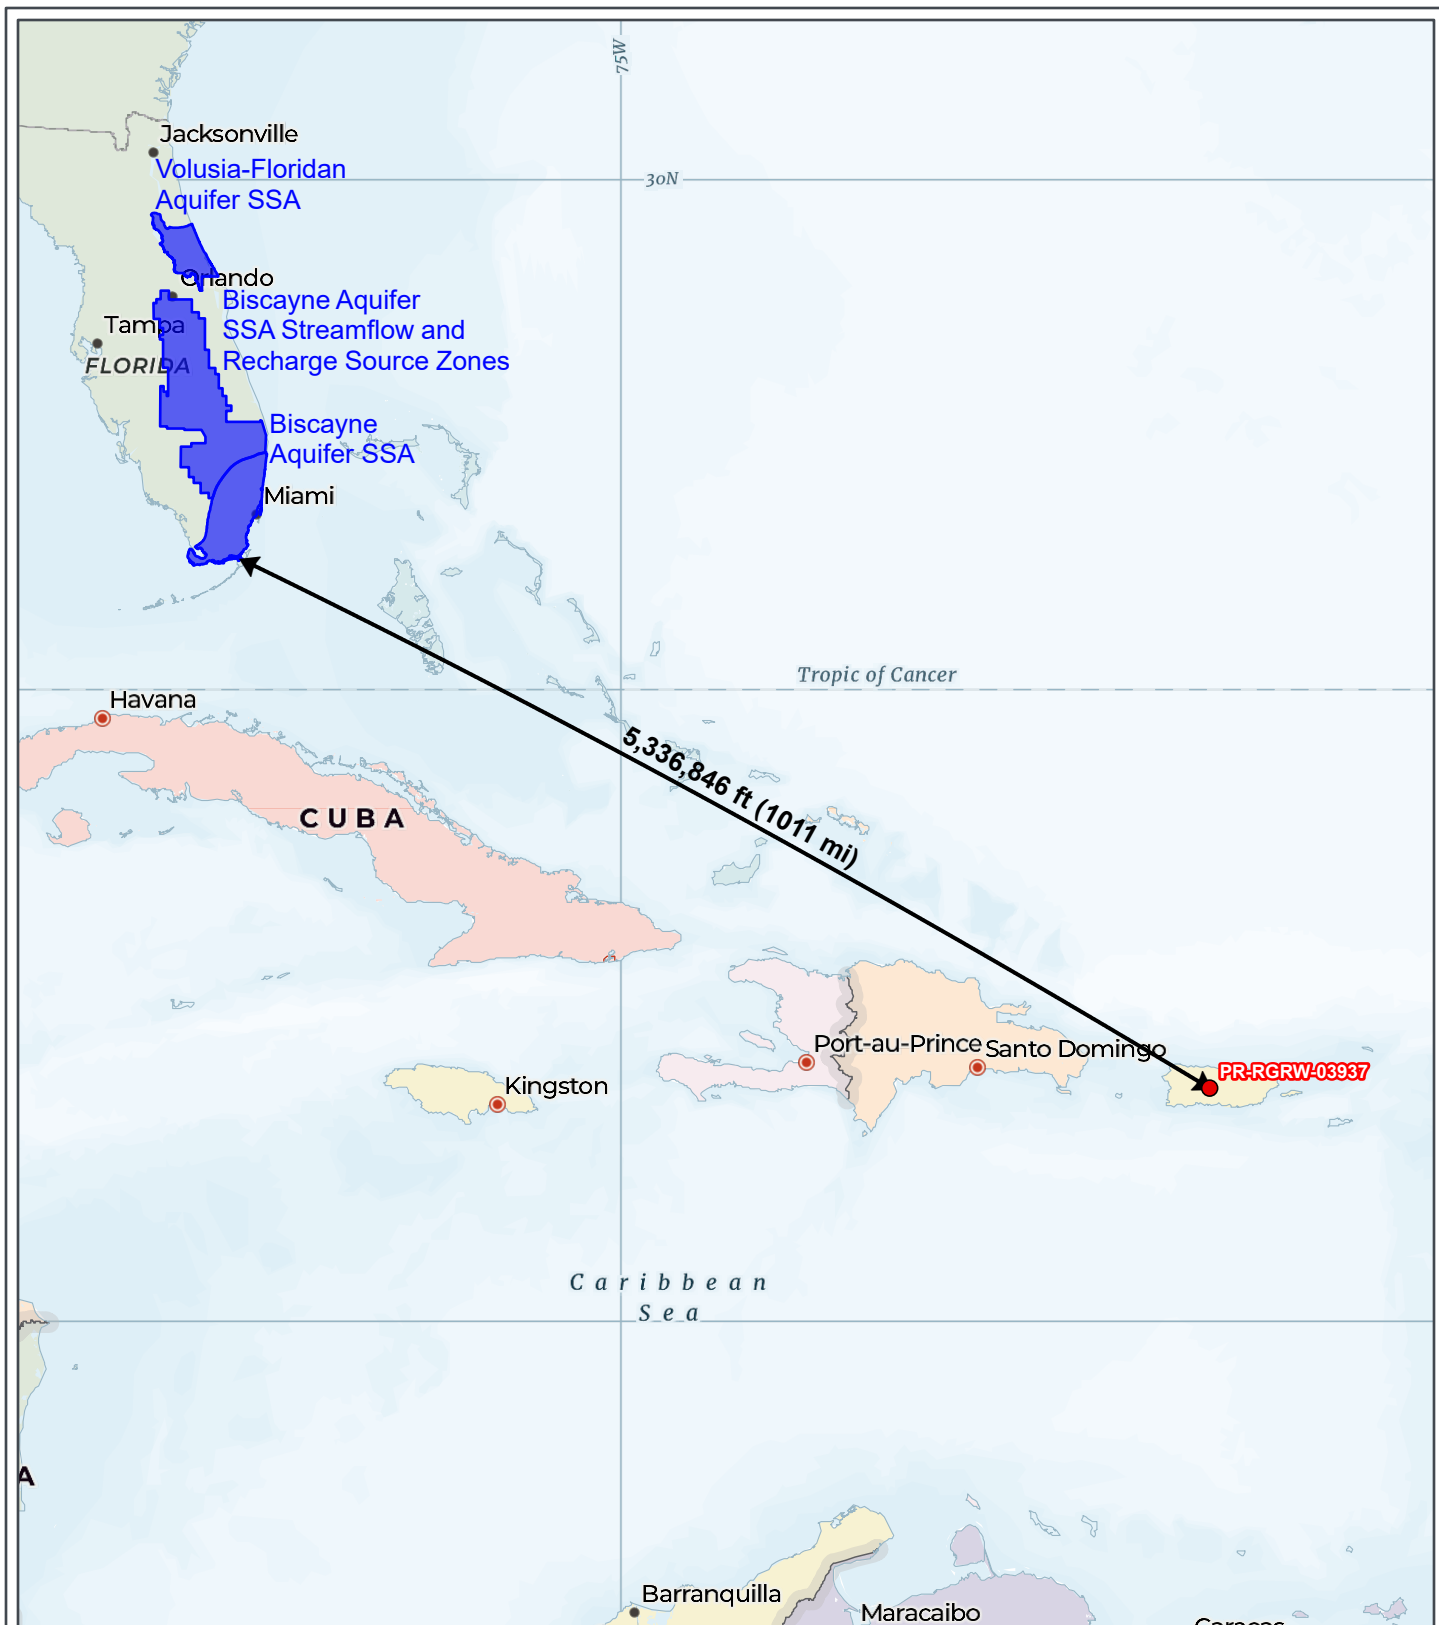 75W
Jacksonville
Volusia-Floridan
Aquifer SSA
30N
Orlando
Biscayne Aquifer
SSA Streamflow and
Recharge Source Zones
Tampa
FLORIDA
Biscayne
Aquifer SSA
Miami
Tropic of Cancer
Havana
5,336,846 ft (1011 mi)
CUBA
Port-au-Prince
Santo Domingo
PR-RGRW-03937
Kingston
Caribbean
Sea
A
Barranquilla
Maracaibo
Caracas